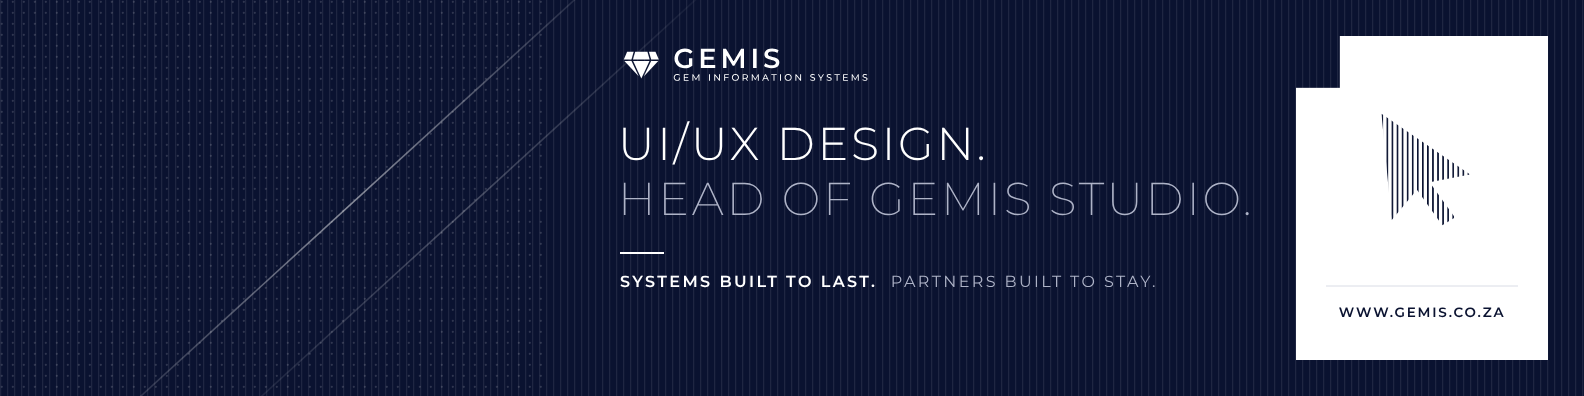 GEMIS
GEM INFORMATION SYSTEMS
UI/UX DESIGN.
HEAD OF GEMIS STUDIO.
SYSTEMS BUILT TO LAST. PARTNERS BUILT TO STAY.
WWW.GEMIS.CO.ZA